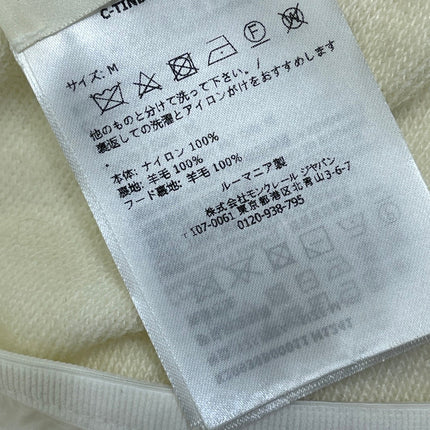 C-TINE
サイズ: M
他のものと分けて洗って下さい。
裏返しての洗濯とアイロンがけをおすすめします
本体: ナイロン 100%
裏地: 羊毛 100%
フード裏地: 羊毛 100%
ルーマニア製
株式会社モンクレール ジャパン
〒107-0061 東京都港区北青山3-6-7
0120-938-795